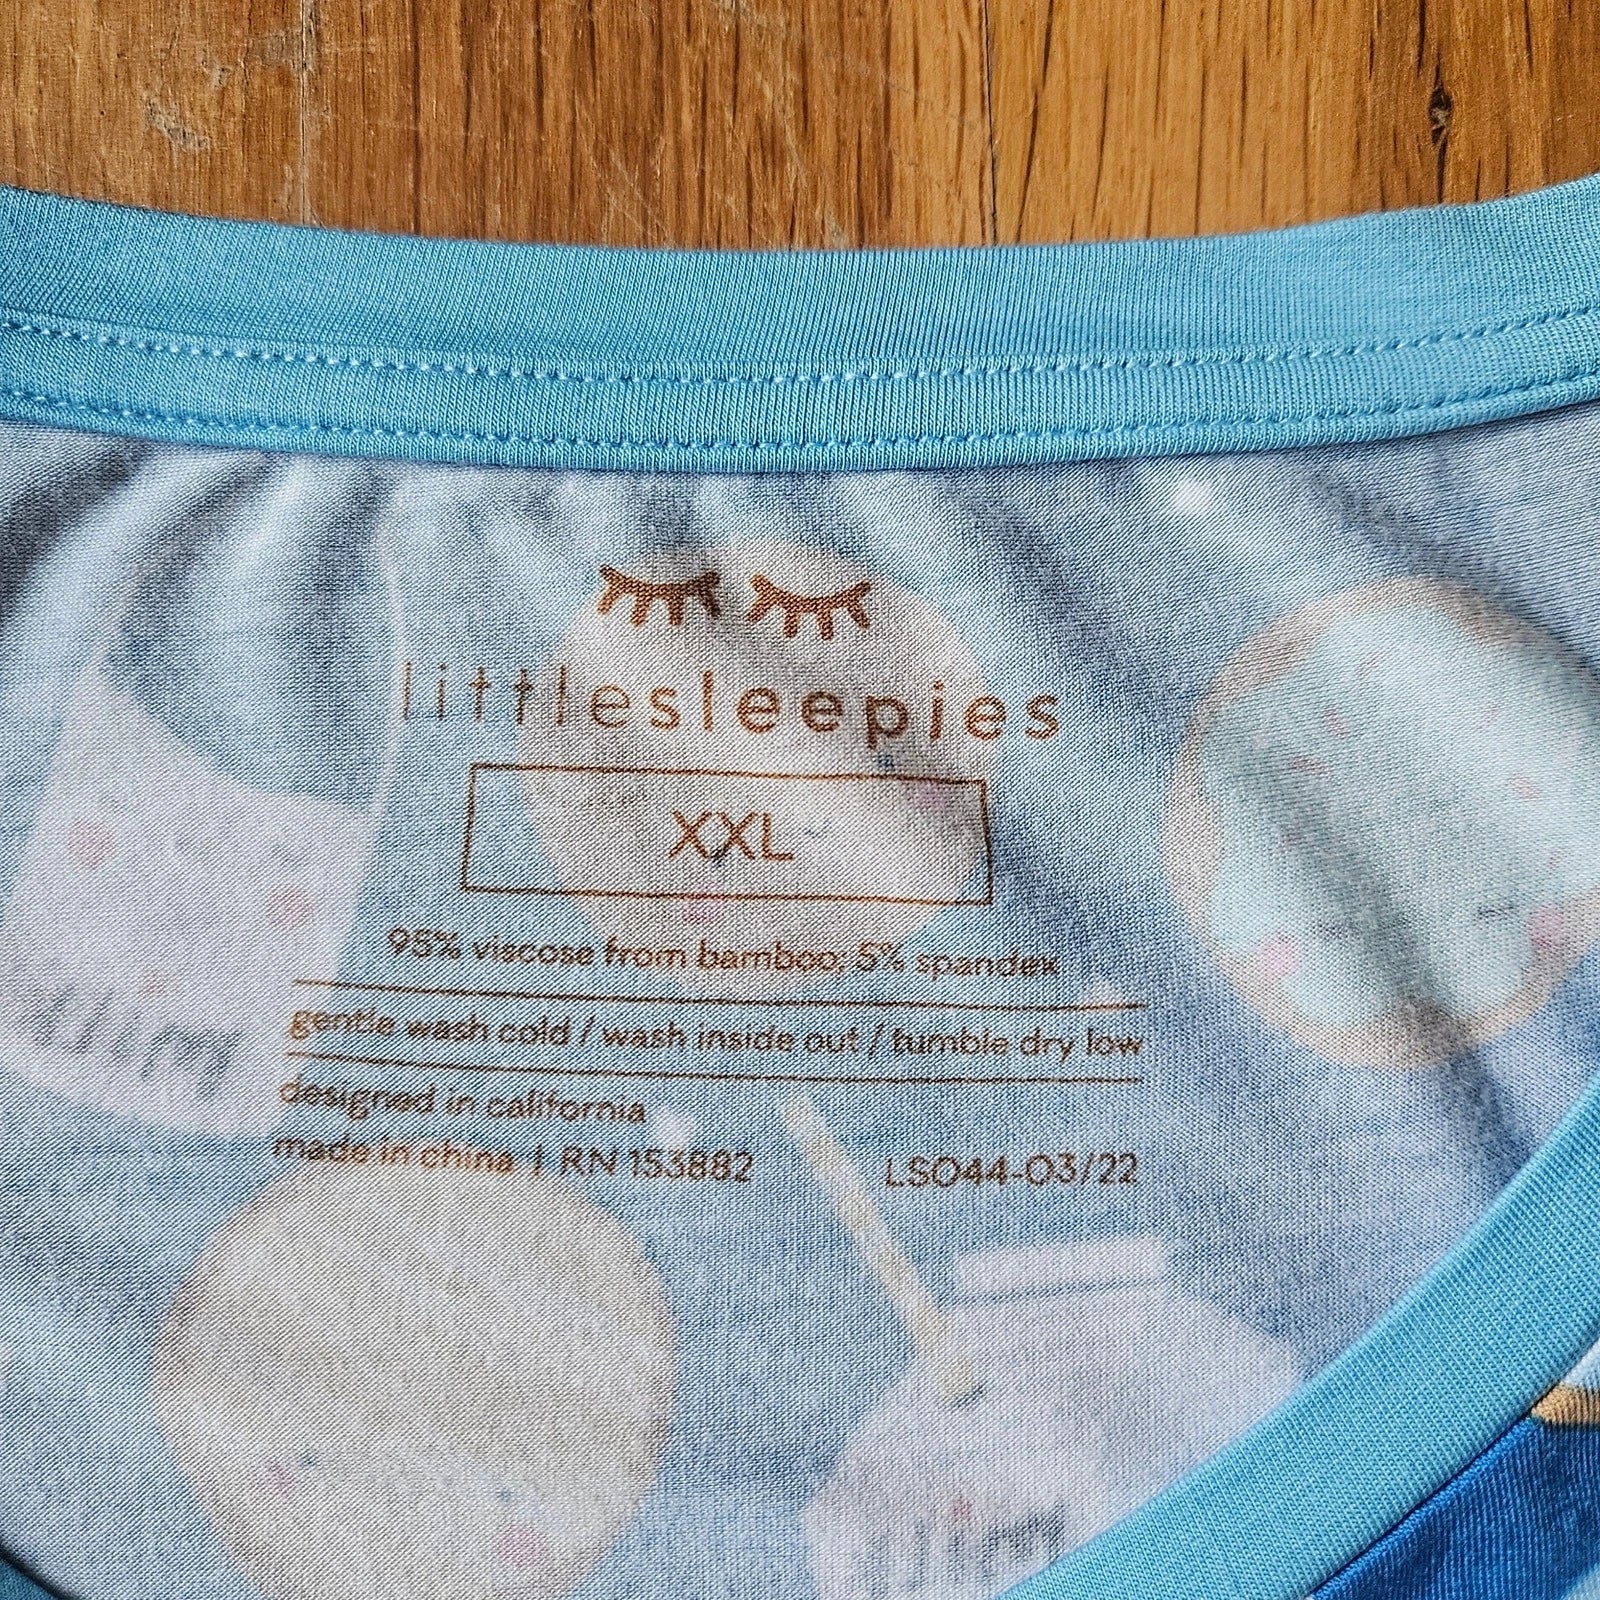 littlesleepies
XXL
95% viscose from bamboo; 5% spandex
gentle wash cold / wash inside out / tumble dry low
designed in california
made in china | RN 153882 LS044-03/22